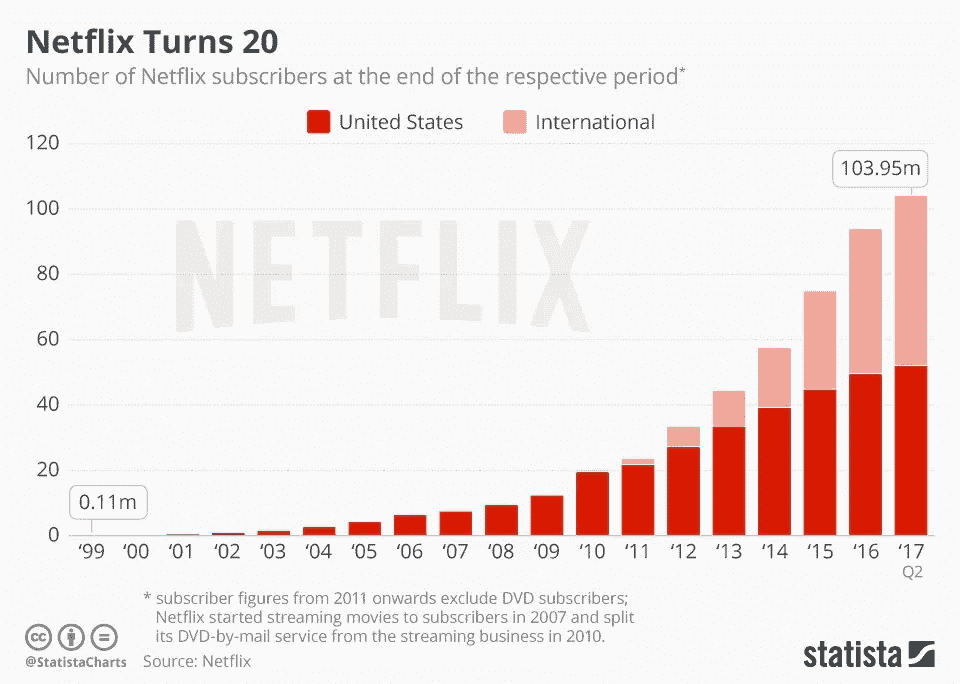 Netflix Turns 20
Number of Netflix subscribers at the end of the respective period*
United States International
120
100
80
60
40
20
0
NETFLIX
103.95m
0.11m
‘99 ‘00 ‘01 ‘02 ‘03 ‘04 ‘05 ‘06 ‘07 ‘08 ‘09 ‘10 ‘11 ‘12 ‘13 ‘14 ‘15 ‘16 ‘17
Q2
* subscriber figures from 2011 onwards exclude DVD subscribers;
Netflix started streaming movies to subscribers in 2007 and split
its DVD-by-mail service from the streaming business in 2010.
cc
@StatistaCharts Source: Netflix
statista